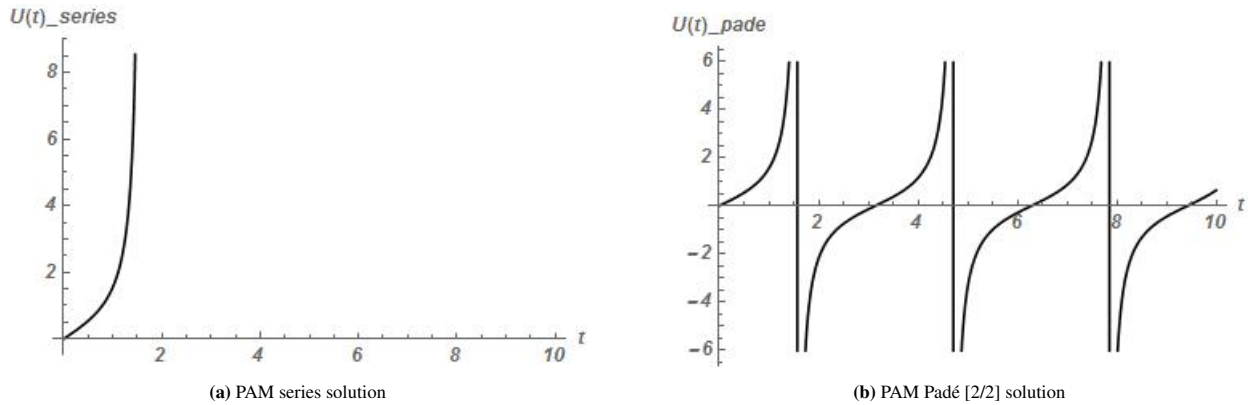 U(t)_series
8
6
4
2
2 4 6 8 10 t
(a) PAM series solution
U(t)_pade
6
4
2
2 4 6 8 10 t
−2
−4
−6
(b) PAM Padé [2/2] solution